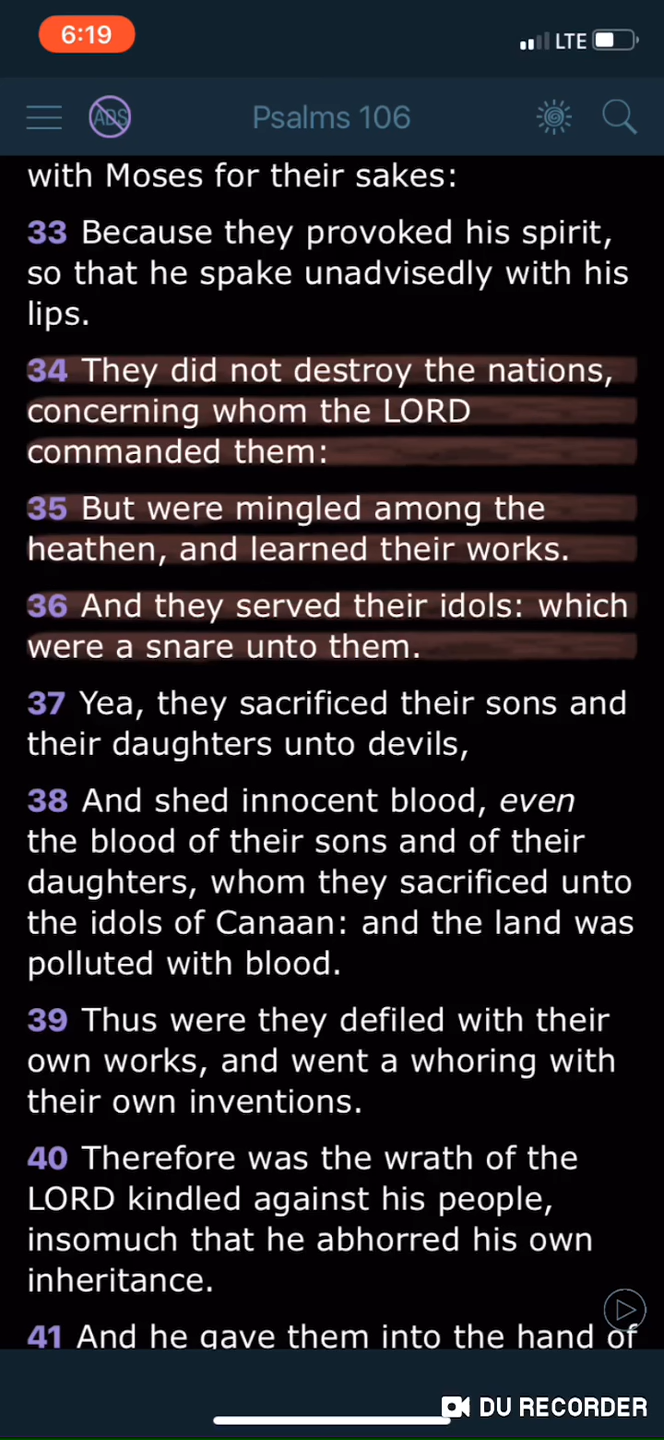 6:19 LTE
ADS Psalms 106
with Moses for their sakes:
33 Because they provoked his spirit,
so that he spake unadvisedly with his
lips.
34 They did not destroy the nations,
concerning whom the LORD
commanded them:
35 But were mingled among the
heathen, and learned their works.
36 And they served their idols: which
were a snare unto them.
37 Yea, they sacrificed their sons and
their daughters unto devils,
38 And shed innocent blood, even
the blood of their sons and of their
daughters, whom they sacrificed unto
the idols of Canaan: and the land was
polluted with blood.
39 Thus were they defiled with their
own works, and went a whoring with
their own inventions.
40 Therefore was the wrath of the
LORD kindled against his people,
insomuch that he abhorred his own
inheritance.
41 And he gave them into the hand of
DU RECORDER